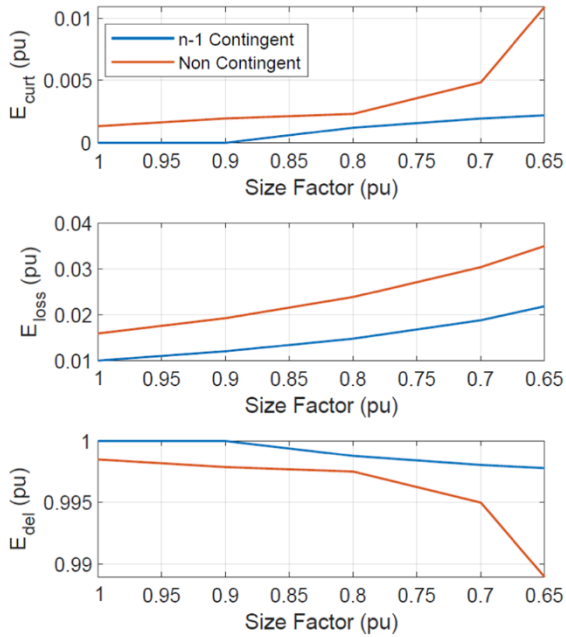 0.01
0.005
0
E_curt (pu)
n-1 Contingent
Non Contingent
1 0.95 0.9 0.85 0.8 0.75 0.7 0.65
Size Factor (pu)
0.04
0.03
0.02
0.01
E_loss (pu)
1 0.95 0.9 0.85 0.8 0.75 0.7 0.65
Size Factor (pu)
1
0.995
0.99
E_del (pu)
1 0.95 0.9 0.85 0.8 0.75 0.7 0.65
Size Factor (pu)